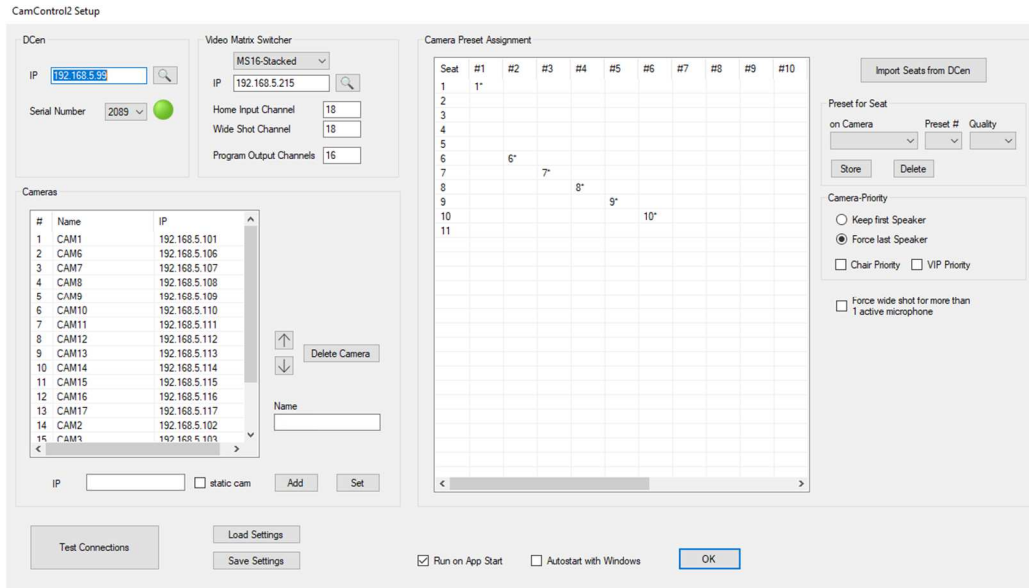 CamControl2 Setup
DCen
IP 192.168.5.99
Serial Number 2089
Video Matrix Switcher
MS16-Stacked
IP 192.168.5.215
Home Input Channel 18
Wide Shot Channel 18
Program Output Channels 16
Cameras
# Name IP
1 CAM1 192.168.5.101
2 CAM6 192.168.5.106
3 CAM7 192.168.5.107
4 CAM8 192.168.5.108
5 CAM9 192.168.5.109
6 CAM10 192.168.5.110
7 CAM11 192.168.5.111
8 CAM12 192.168.5.112
9 CAM13 192.168.5.113
10 CAM14 192.168.5.114
11 CAM15 192.168.5.115
12 CAM16 192.168.5.116
13 CAM17 192.168.5.117
14 CAM2 192.168.5.102
15 CAM3 192.168.5.103
Delete Camera
Name
IP static cam Add Set
Test Connections
Load Settings
Save Settings
Camera Preset Assignment
Seat #1 #2 #3 #4 #5 #6 #7 #8 #9 #10
1 1*
2
3
4
5
6 6*
7 7*
8 8*
9 9*
10 10*
11
Import Seats from DCen
Preset for Seat
on Camera Preset # Quality
Store Delete
Camera-Priority
Keep first Speaker
Force last Speaker
Chair Priority VIP Priority
Force wide shot for more than
1 active microphone
Run on App Start Autostart with Windows OK